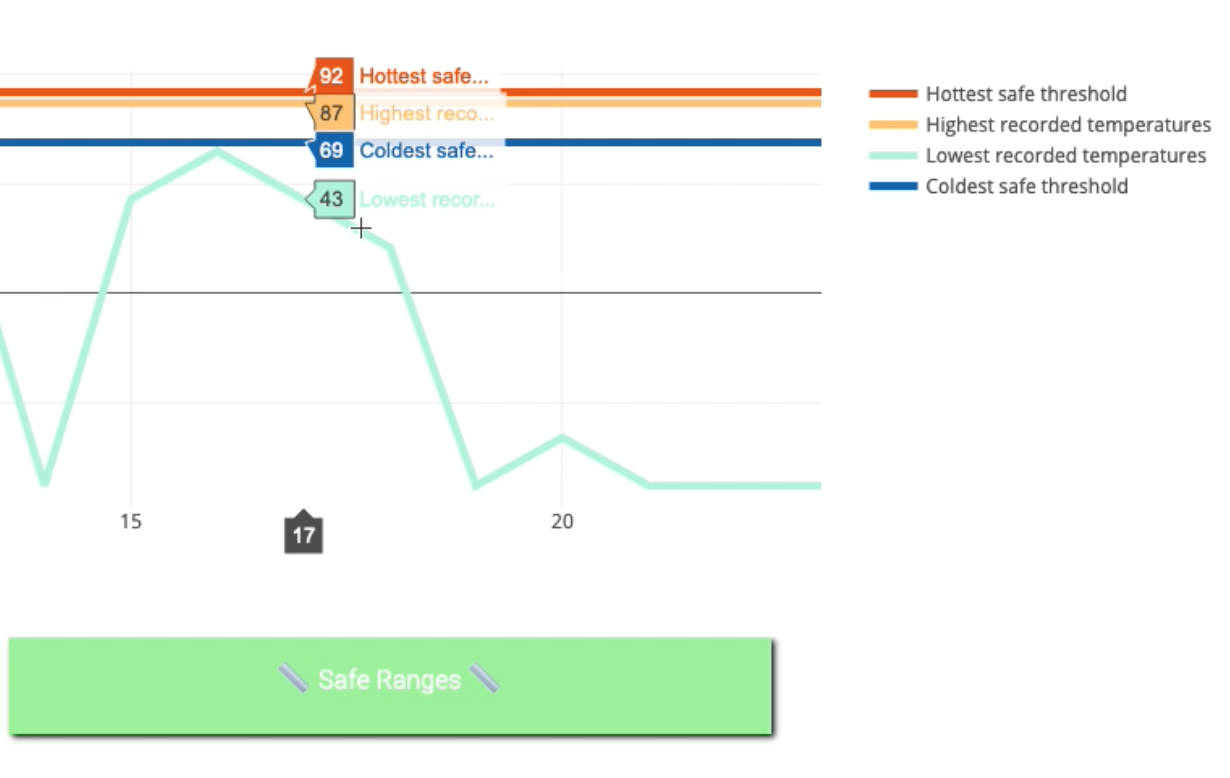 92 Hottest safe...
87 Highest reco...
69 Coldest safe...
43 Lowest recor...
Hottest safe threshold
Highest recorded temperatures
Lowest recorded temperatures
Coldest safe threshold
15
20
17
Safe Ranges